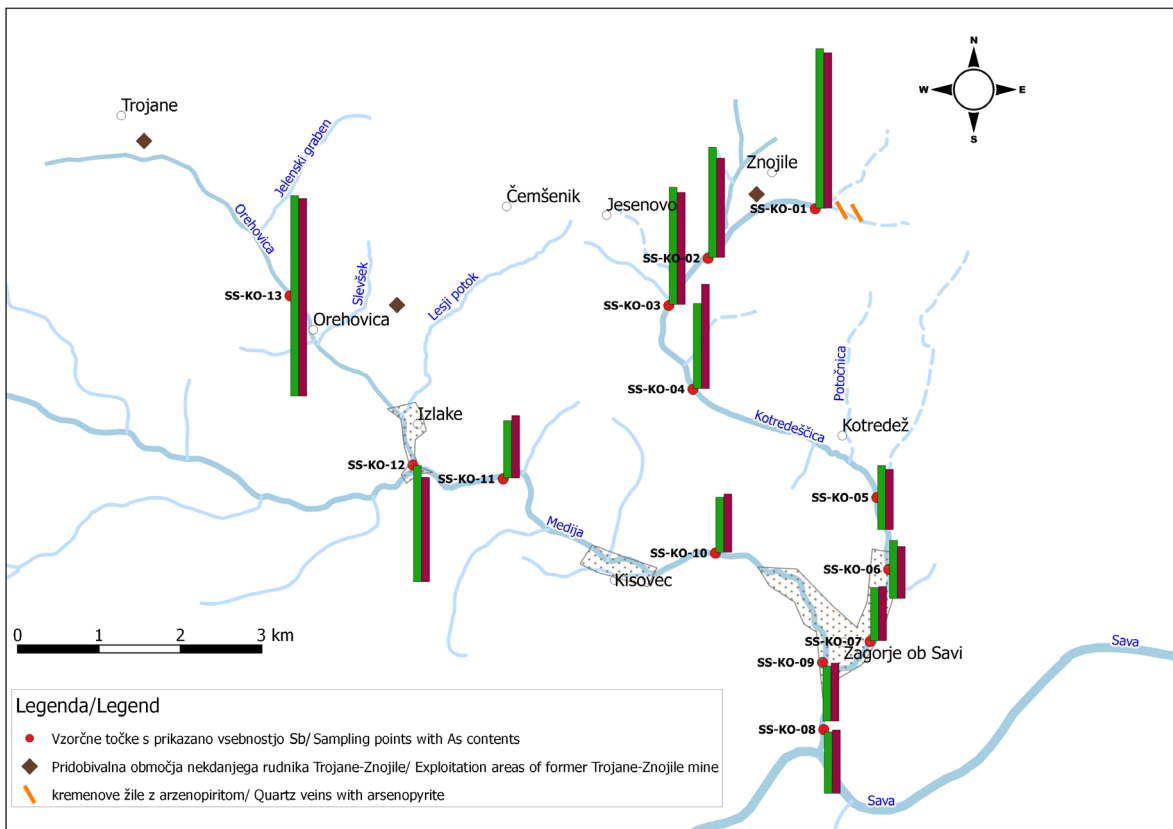 N
W
E
S
Trojane
Jelenski graben
Znojile
Čemšenik
Jesenovo
SS-KO-01
Orehovica
SS-KO-02
Slevšek
Lesji potok
SS-KO-13
SS-KO-03
Orehovica
Potočnica
SS-KO-04
Izlake
Kotredeščica
Kotredež
SS-KO-12
SS-KO-11
SS-KO-05
Medija
SS-KO-10
SS-KO-06
Kisovec
0 1 2 3 km
SS-KO-07
Sava
Zagorje ob Savi
SS-KO-09
Legenda/Legend
SS-KO-08
Vzorčne točke s prikazano vsebnostjo Sb/ Sampling points with As contents
Pridobivalna območja nekdanjega rudnika Trojane-Znojile/ Exploitation areas of former Trojane-Znojile mine
kremenove žile z arzenopiritom/ Quartz veins with arsenopyrite
Sava